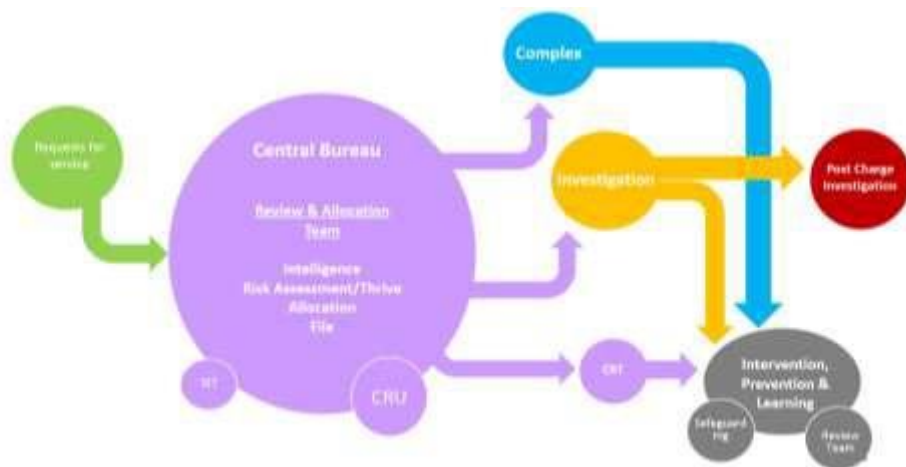 Requests for
service
Central Bureau
Review & Allocation
Team
Intelligence
Risk Assessment/Thrive
Allocation
File
CRU
Complex
Investigation
Post Charge
Investigation
Intervention,
Prevention &
Learning
Safeguard
ing
Review
Team